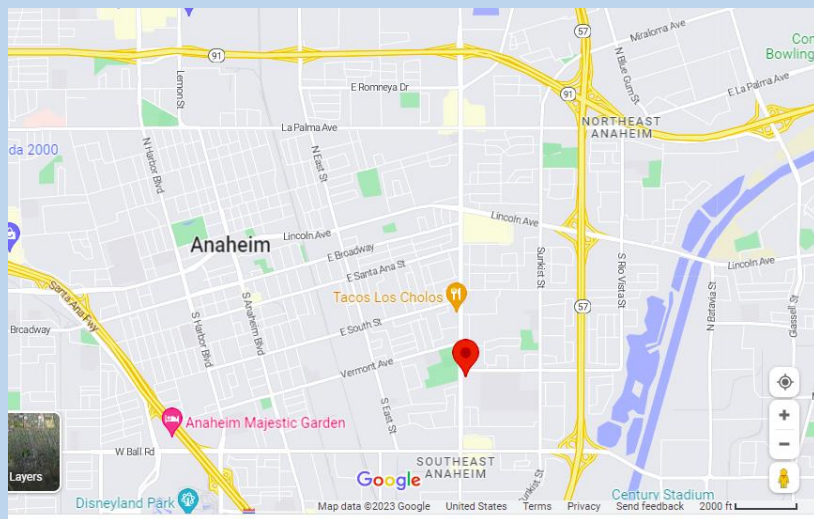 57
Miraloma Ave
Con
Bowling
91
Lemon St
N Blue Gum St
E La Palma Ave
E Romneya Dr
91
La Palma Ave
NORTHEAST
ANAHEIM
da 2000
N Harbor Blvd
N East St
Lincoln Ave
Anaheim
Lincoln Ave
E Broadway
E Santa Ana St
Sunkist St
S Rio Vista St
Lincoln Ave
Santa Ana Fwy
Tacos Los Cholos
57
N Batavia St
Glassell St
Broadway
S Harbor Blvd
S Anaheim Blvd
E South St
Vermont Ave
S East St
Anaheim Majestic Garden
W Ball Rd
Layers
SOUTHEAST
ANAHEIM
Google
Sunkist St
Disneyland Park
Century Stadium
Map data ©2023 Google United States Terms Privacy Send feedback 2000 ft